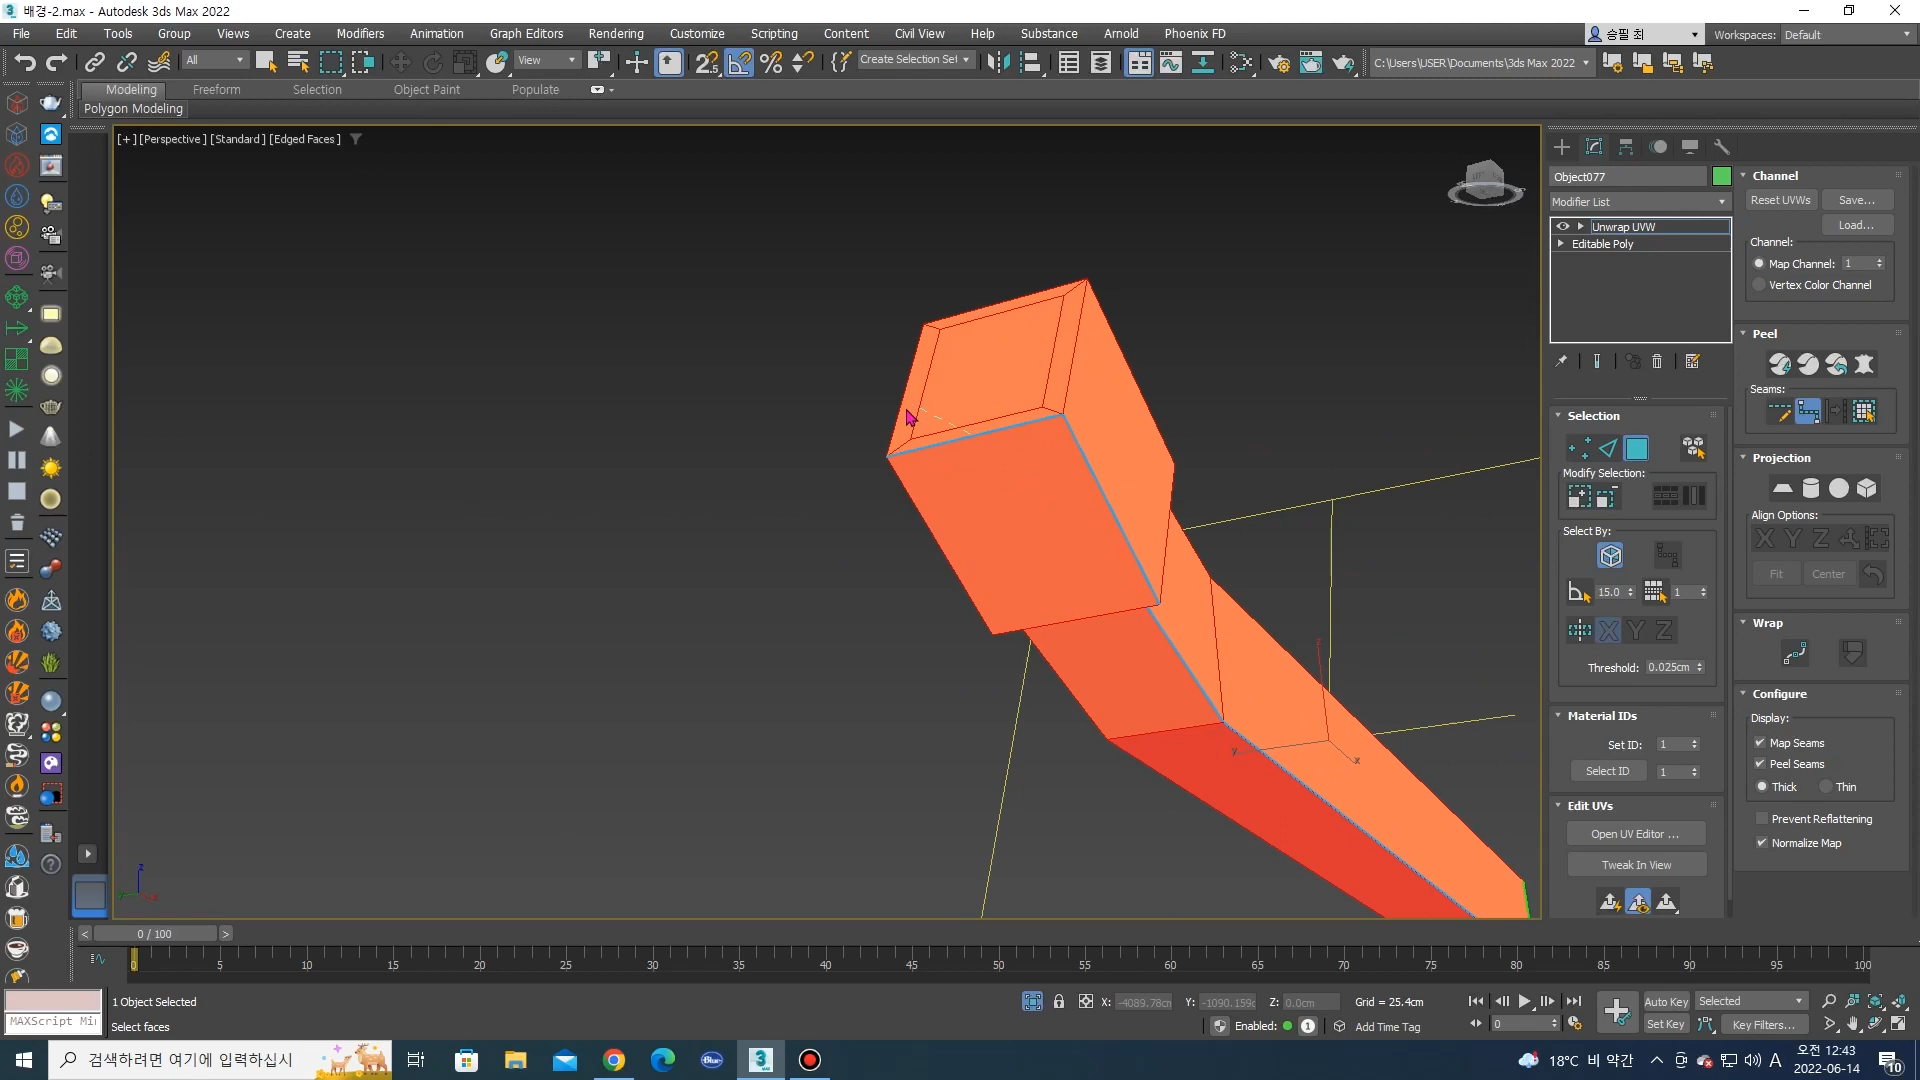 배경-2.max - Autodesk 3ds Max 2022
File Edit Tools Group Views Create Modifiers Animation Graph Editors Rendering Customize Scripting Content Civil View Help Substance Arnold Phoenix FD
승필 최 Workspaces: Default
All View Create Selection Set C:\Users\USER\Documents\3ds Max 2022
Modeling Freeform Selection Object Paint Populate
Polygon Modeling
[+] [Perspective] [Standard] [Edged Faces]
Object077
Modifier List
Unwrap UVW
Editable Poly
Selection
Modify Selection:
Select By:
15.0 1
X Y Z
Threshold: 0.025cm
Material IDs
Set ID: 1
Select ID 1
Edit UVs
Open UV Editor ...
Tweak In View
Channel
Reset UVWs Save...
Load...
Channel:
Map Channel: 1
Vertex Color Channel
Peel
Seams:
Projection
Align Options:
X Y Z
Fit Center
Wrap
Configure
Display:
Map Seams
Peel Seams
Thick Thin
Prevent Reflattening
Normalize Map
y x
z
< 0 / 100 >
0 5 10 15 20 25 30 35 40 45 50 55 60 65 70 75 80 85 90 95 100
1 Object Selected X: -4089.78cm Y: -1090.159c Z: 0.0cm Grid = 25.4cm Auto Key Selected
MAXScript Mi Select faces Enabled: 1 Add Time Tag 0 Set Key Key Filters...
검색하려면 여기에 입력하십시
Blur
3
MAX
18°C 비 약간 A 오전 12:43
2022-06-14 10